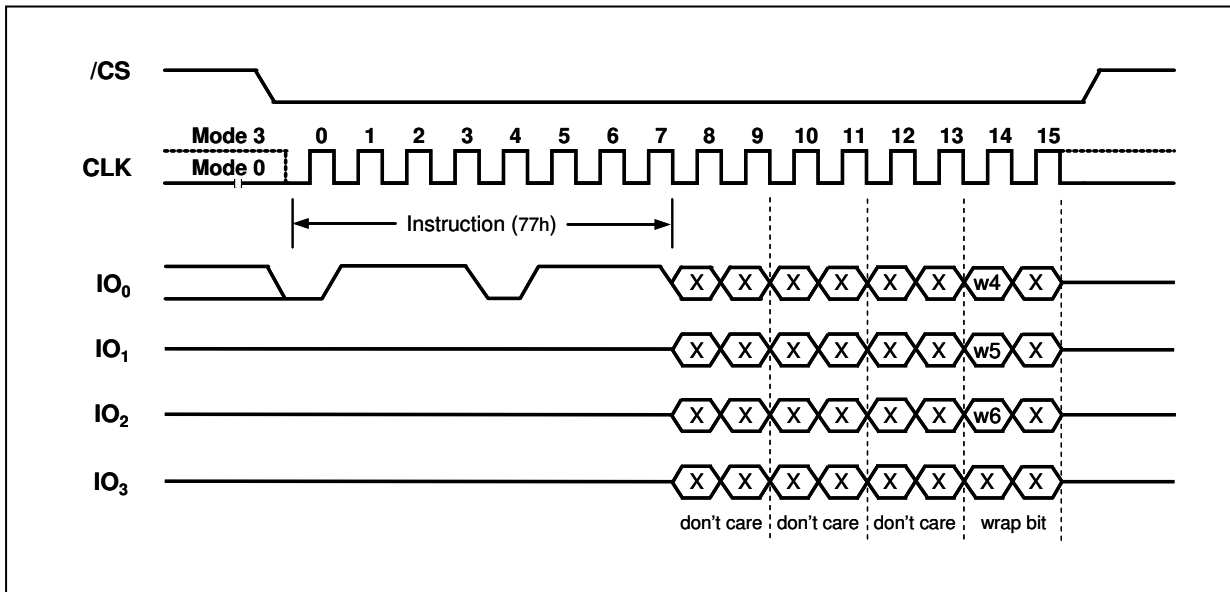 /CS
Mode 3 0 1 2 3 4 5 6 7 8 9 10 11 12 13 14 15
CLK Mode 0
Instruction (77h)
IO0 X X X X X X w4 X
IO1 X X X X X X w5 X
IO2 X X X X X X w6 X
IO3 X X X X X X X X
don't care don't care don't care wrap bit